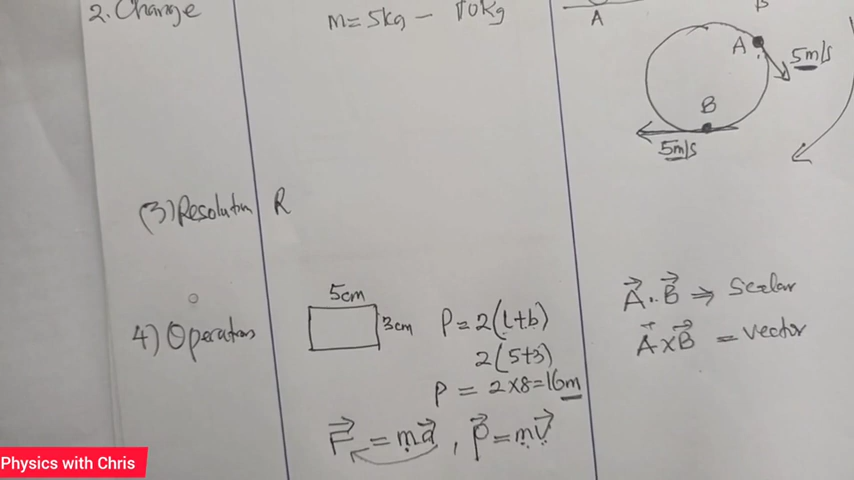 2. Change
m = 5kg - 10kg
A
B
A
5m/s
B
5m/s
(3) Resolution R
4) Operations
5cm
3cm
P = 2(l+b)
2(5+3)
P = 2×8=16m
F⃗ = ma⃗, P⃗ = mV⃗
A⃗.B⃗ ⇒ Scalar
A⃗×B⃗ = vector
Physics with Chris